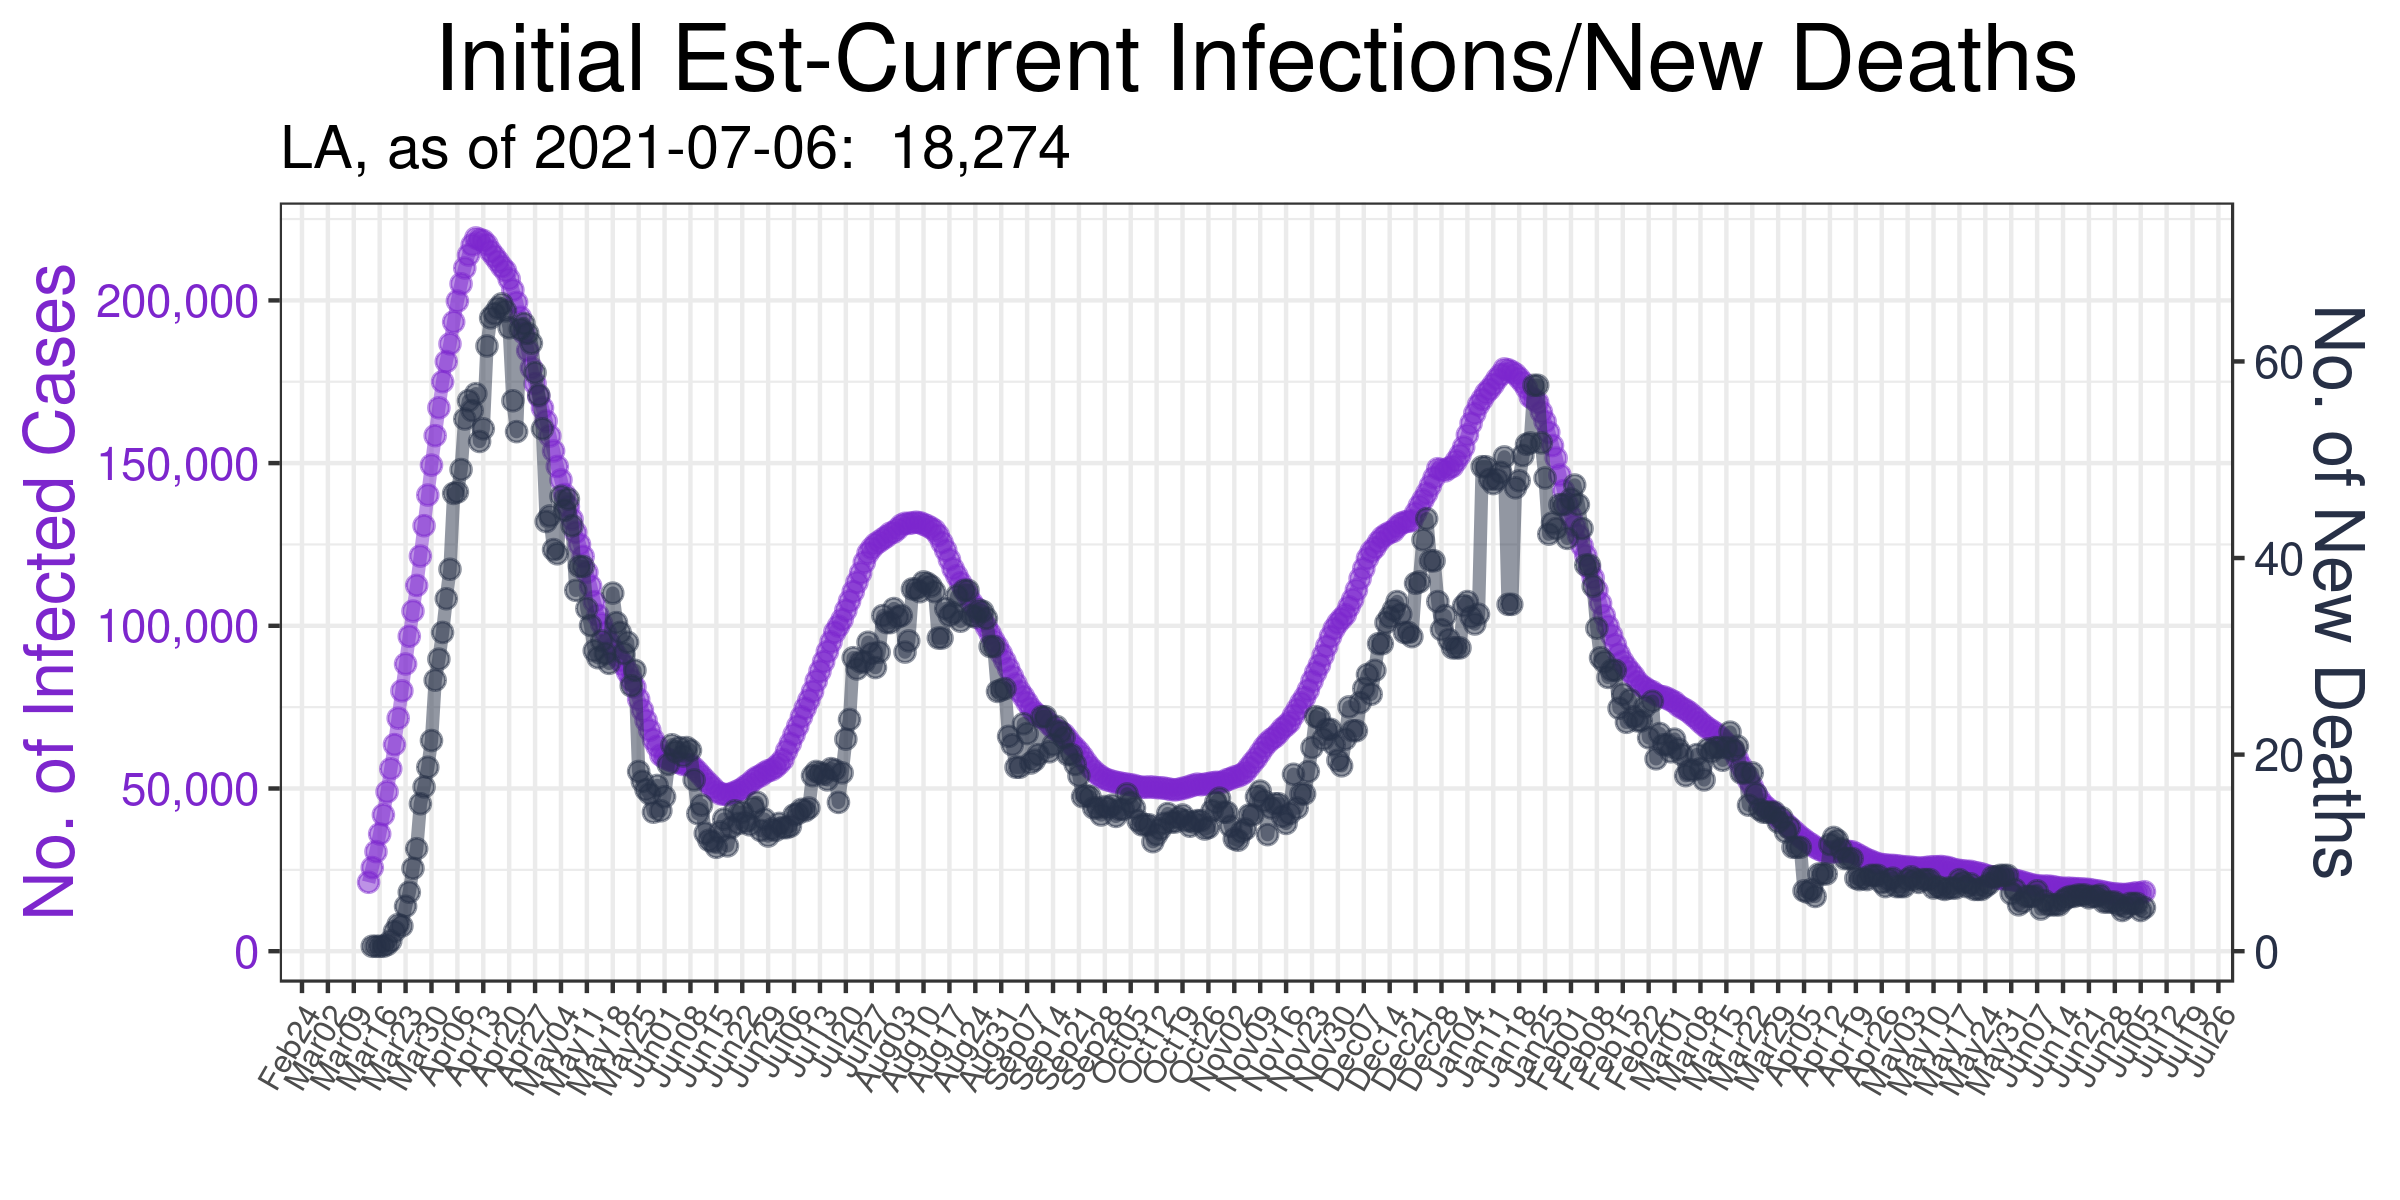 Initial Est-Current Infections/New Deaths
LA, as of 2021-07-06:  18,274
No. of Infected Cases
200,000
150,000
100,000
50,000
0
60
40
20
0
No. of New Deaths
Feb24
Mar02
Mar09
Mar16
Mar23
Mar30
Apr06
Apr13
Apr20
Apr27
May04
May11
May18
May25
Jun01
Jun08
Jun15
Jun22
Jun29
Jul06
Jul13
Jul20
Jul27
Aug03
Aug10
Aug17
Aug24
Aug31
Sep07
Sep14
Sep21
Sep28
Oct05
Oct12
Oct19
Oct26
Nov02
Nov09
Nov16
Nov23
Nov30
Dec07
Dec14
Dec21
Dec28
Jan04
Jan11
Jan18
Jan25
Feb01
Feb08
Feb15
Feb22
Mar01
Mar08
Mar15
Mar22
Mar29
Apr05
Apr12
Apr19
Apr26
May03
May10
May17
May24
May31
Jun07
Jun14
Jun21
Jun28
Jul05
Jul12
Jul19
Jul26